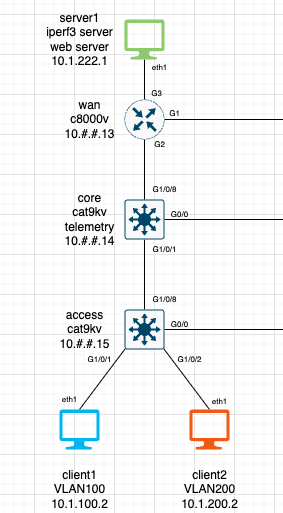 server1
iperf3 server
web server
10.1.222.1
eth1
G3
wan
c8000v
10.#.#.13
G1
G2
G1/0/8
core
cat9kv
telemetry
10.#.#.14
G0/0
G1/0/1
G1/0/8
access
cat9kv
10.#.#.15
G0/0
G1/0/1
G1/0/2
eth1
eth1
client1
VLAN100
10.1.100.2
client2
VLAN200
10.1.200.2